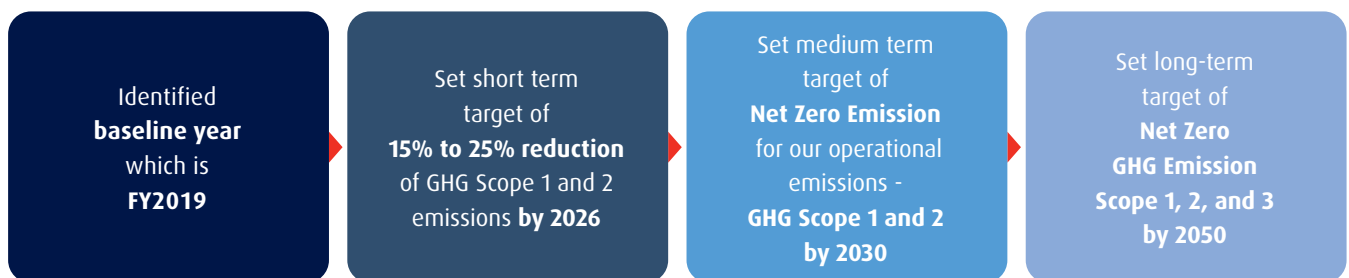 Identified
baseline year
which is
FY2019
Set short term
target of
15% to 25% reduction
of GHG Scope 1 and 2
emissions by 2026
Set medium term
target of
Net Zero Emission
for our operational
emissions -
GHG Scope 1 and 2
by 2030
Set long-term
target of
Net Zero
GHG Emission
Scope 1, 2, and 3
by 2050